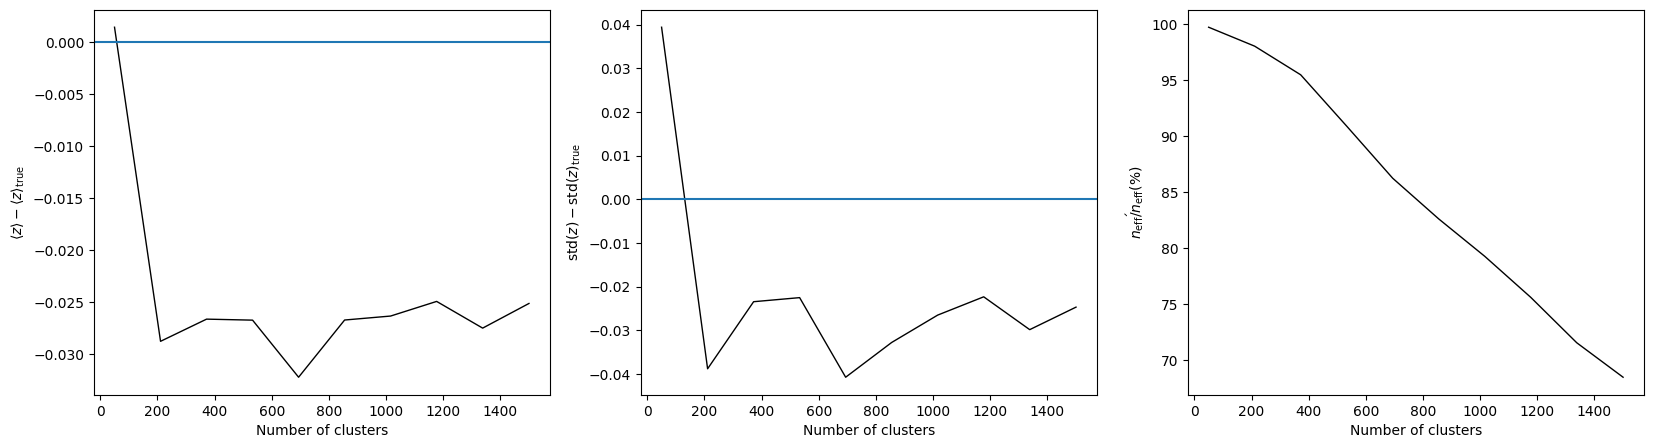 0.000
−0.005
−0.010
−0.015
−0.020
−0.025
−0.030
⟨z⟩ − ⟨z⟩true
0 200 400 600 800 1000 1200 1400
Number of clusters
0.04
0.03
0.02
0.01
0.00
−0.01
−0.02
−0.03
−0.04
std(z) − std(z)true
0 200 400 600 800 1000 1200 1400
Number of clusters
100
95
90
85
80
75
70
n′eff/neff(%)
0 200 400 600 800 1000 1200 1400
Number of clusters